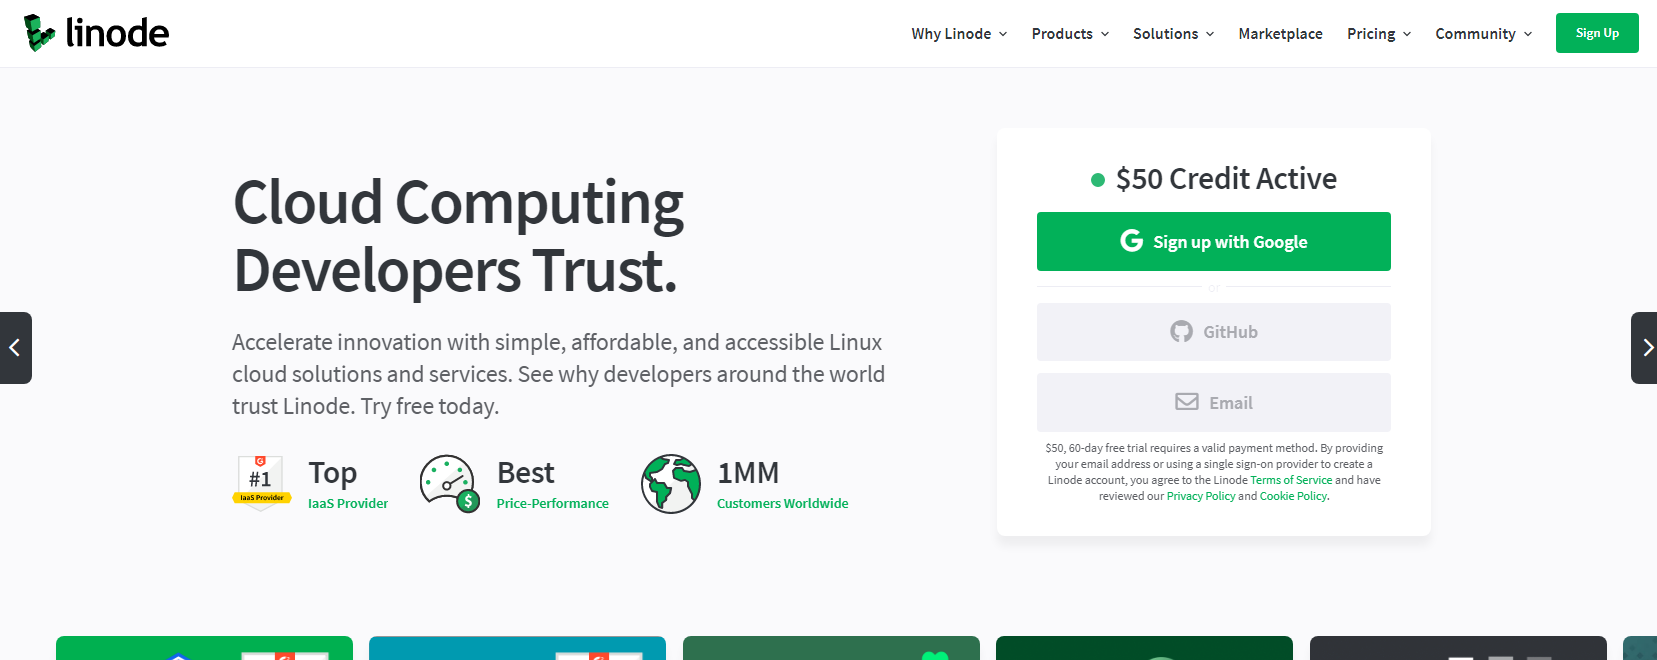 linode
Why Linode
Products
Solutions
Marketplace
Pricing
Community
Sign Up
Cloud Computing
Developers Trust.
Accelerate innovation with simple, affordable, and accessible Linux
cloud solutions and services. See why developers around the world
trust Linode. Try free today.
G
#1
IaaS Provider
Top
IaaS Provider
$
Best
Price-Performance
1MM
Customers Worldwide
$50 Credit Active
G Sign up with Google
or
GitHub
Email
$50, 60-day free trial requires a valid payment method. By providing
your email address or using a single sign-on provider to create a
Linode account, you agree to the Linode Terms of Service and have
reviewed our Privacy Policy and Cookie Policy.